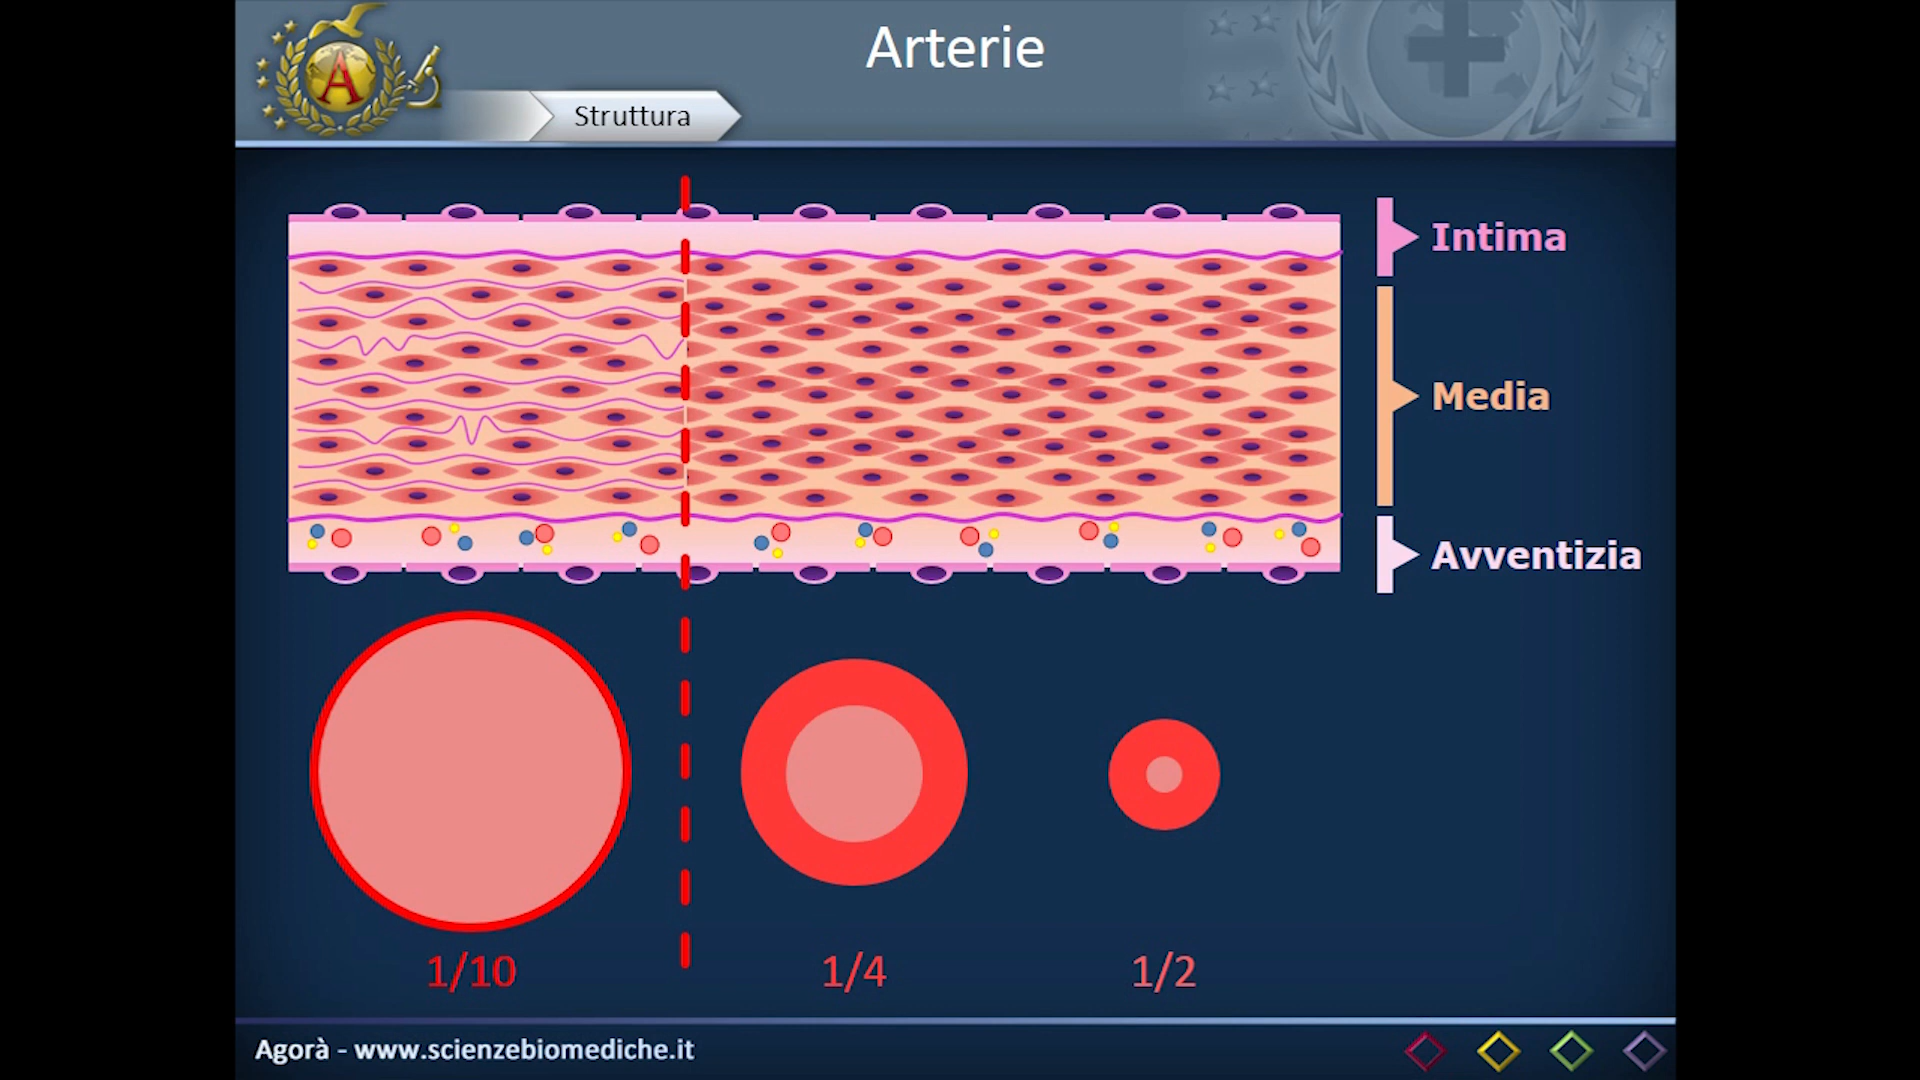 A
Arterie
Struttura
Intima
Media
Avventizia
1/10
1/4
1/2
Agorà - www.scienzebiomediche.it